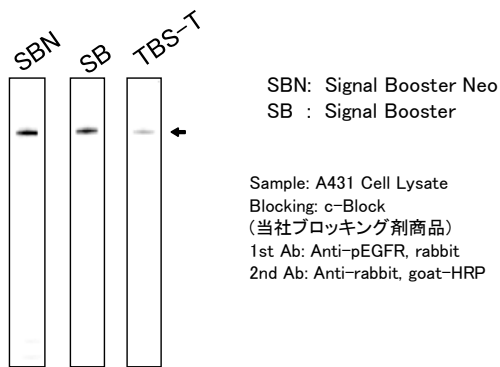 SBN
SB
TBS-T
SBN: Signal Booster Neo
SB : Signal Booster
Sample: A431 Cell Lysate
Blocking: c-Block
(当社ブロッキング剤商品)
1st Ab: Anti-pEGFR, rabbit
2nd Ab: Anti-rabbit, goat-HRP